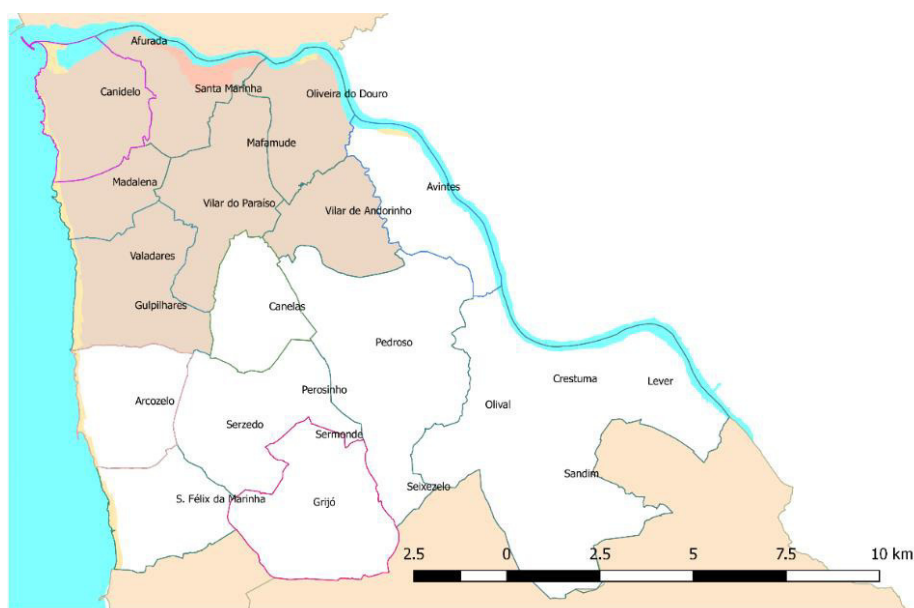 Afurada
Canidelo
Santa Marinha
Oliveira do Douro
Mafamude
Madalena
Avintes
Vilar do Paraíso
Vilar de Andorinho
Valadares
Gulpilhares
Canelas
Pedroso
Crestuma
Lever
Perosinho
Arcozelo
Olival
Serzedo
Sermonde
Sandim
Seixezelo
S. Félix da Marinha
Grijó
2.5 0 2.5 5 7.5 10 km